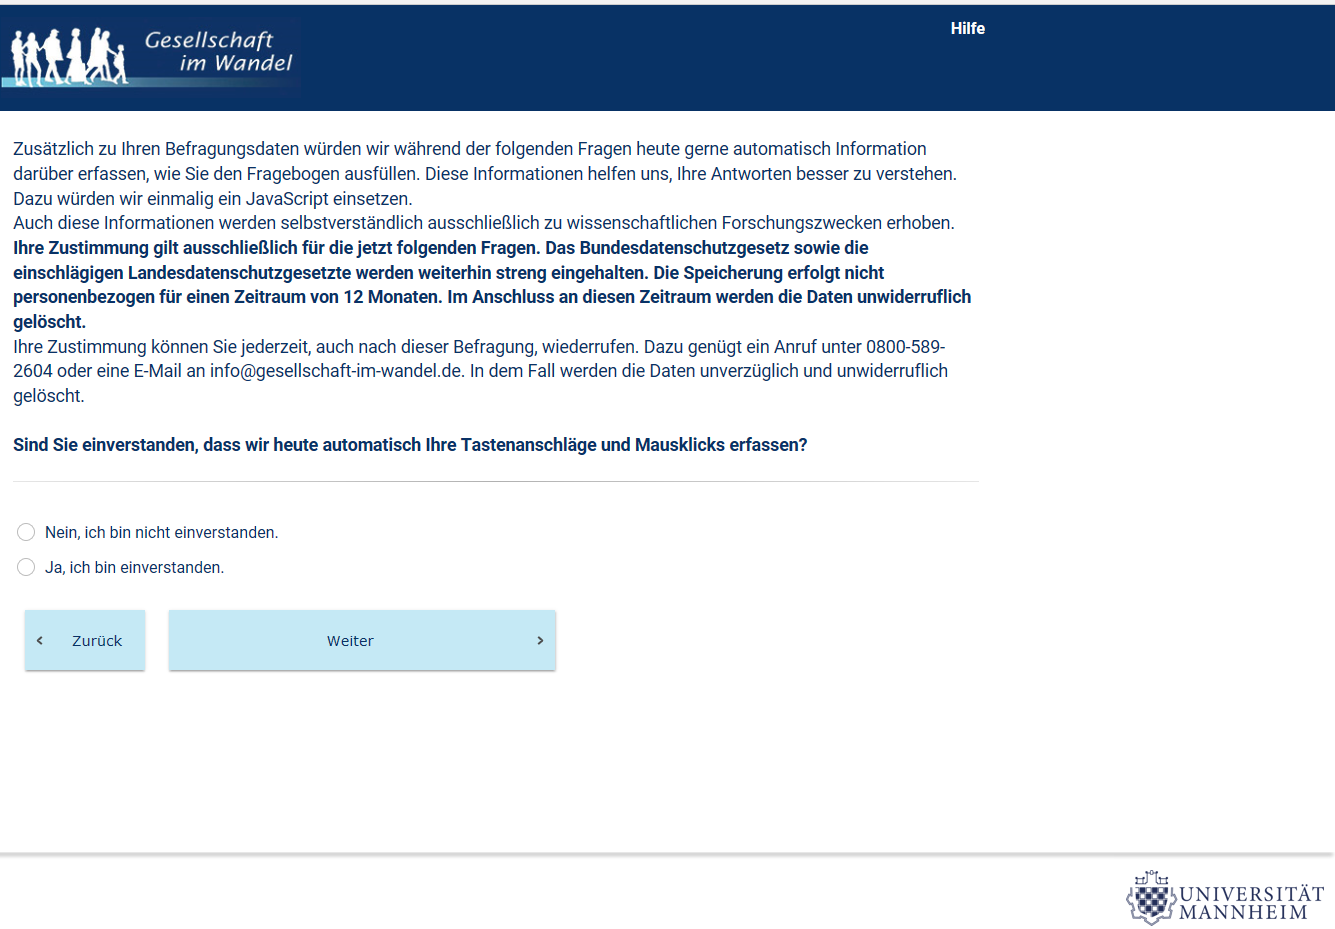 Gesellschaft
im Wandel
Hilfe
Zusätzlich zu Ihren Befragungsdaten würden wir während der folgenden Fragen heute gerne automatisch Information
darüber erfassen, wie Sie den Fragebogen ausfüllen. Diese Informationen helfen uns, Ihre Antworten besser zu verstehen.
Dazu würden wir einmalig ein JavaScript einsetzen.
Auch diese Informationen werden selbstverständlich ausschließlich zu wissenschaftlichen Forschungszwecken erhoben.
Ihre Zustimmung gilt ausschließlich für die jetzt folgenden Fragen. Das Bundesdatenschutzgesetz sowie die
einschlägigen Landesdatenschutzgesetzte werden weiterhin streng eingehalten. Die Speicherung erfolgt nicht
personenbezogen für einen Zeitraum von 12 Monaten. Im Anschluss an diesen Zeitraum werden die Daten unwiderruflich
gelöscht.
Ihre Zustimmung können Sie jederzeit, auch nach dieser Befragung, wiederrufen. Dazu genügt ein Anruf unter 0800-589-
2604 oder eine E-Mail an info@gesellschaft-im-wandel.de. In dem Fall werden die Daten unverzüglich und unwiderruflich
gelöscht.
Sind Sie einverstanden, dass wir heute automatisch Ihre Tastenanschläge und Mausklicks erfassen?
Nein, ich bin nicht einverstanden.
Ja, ich bin einverstanden.
Zurück
Weiter
UNIVERSITÄT
MANNHEIM